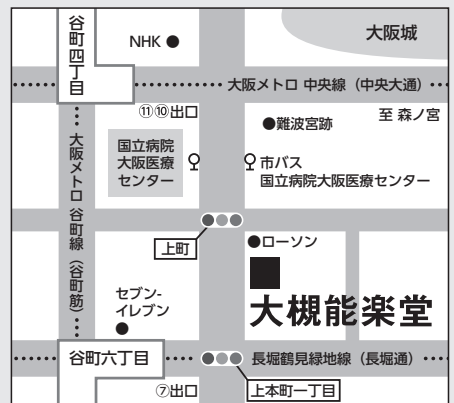 谷町四丁目
NHK
大阪城
大阪メトロ 中央線（中央大通）
⑪⑩出口
至 森ノ宮
難波宮跡
国立病院
大阪医療
センター
市バス
国立病院大阪医療センター
大阪メトロ 谷町線（谷町筋）
上町
ローソン
セブン-
イレブン
大槻能楽堂
谷町六丁目
長堀鶴見緑地線（長堀通）
⑦出口
上本町一丁目